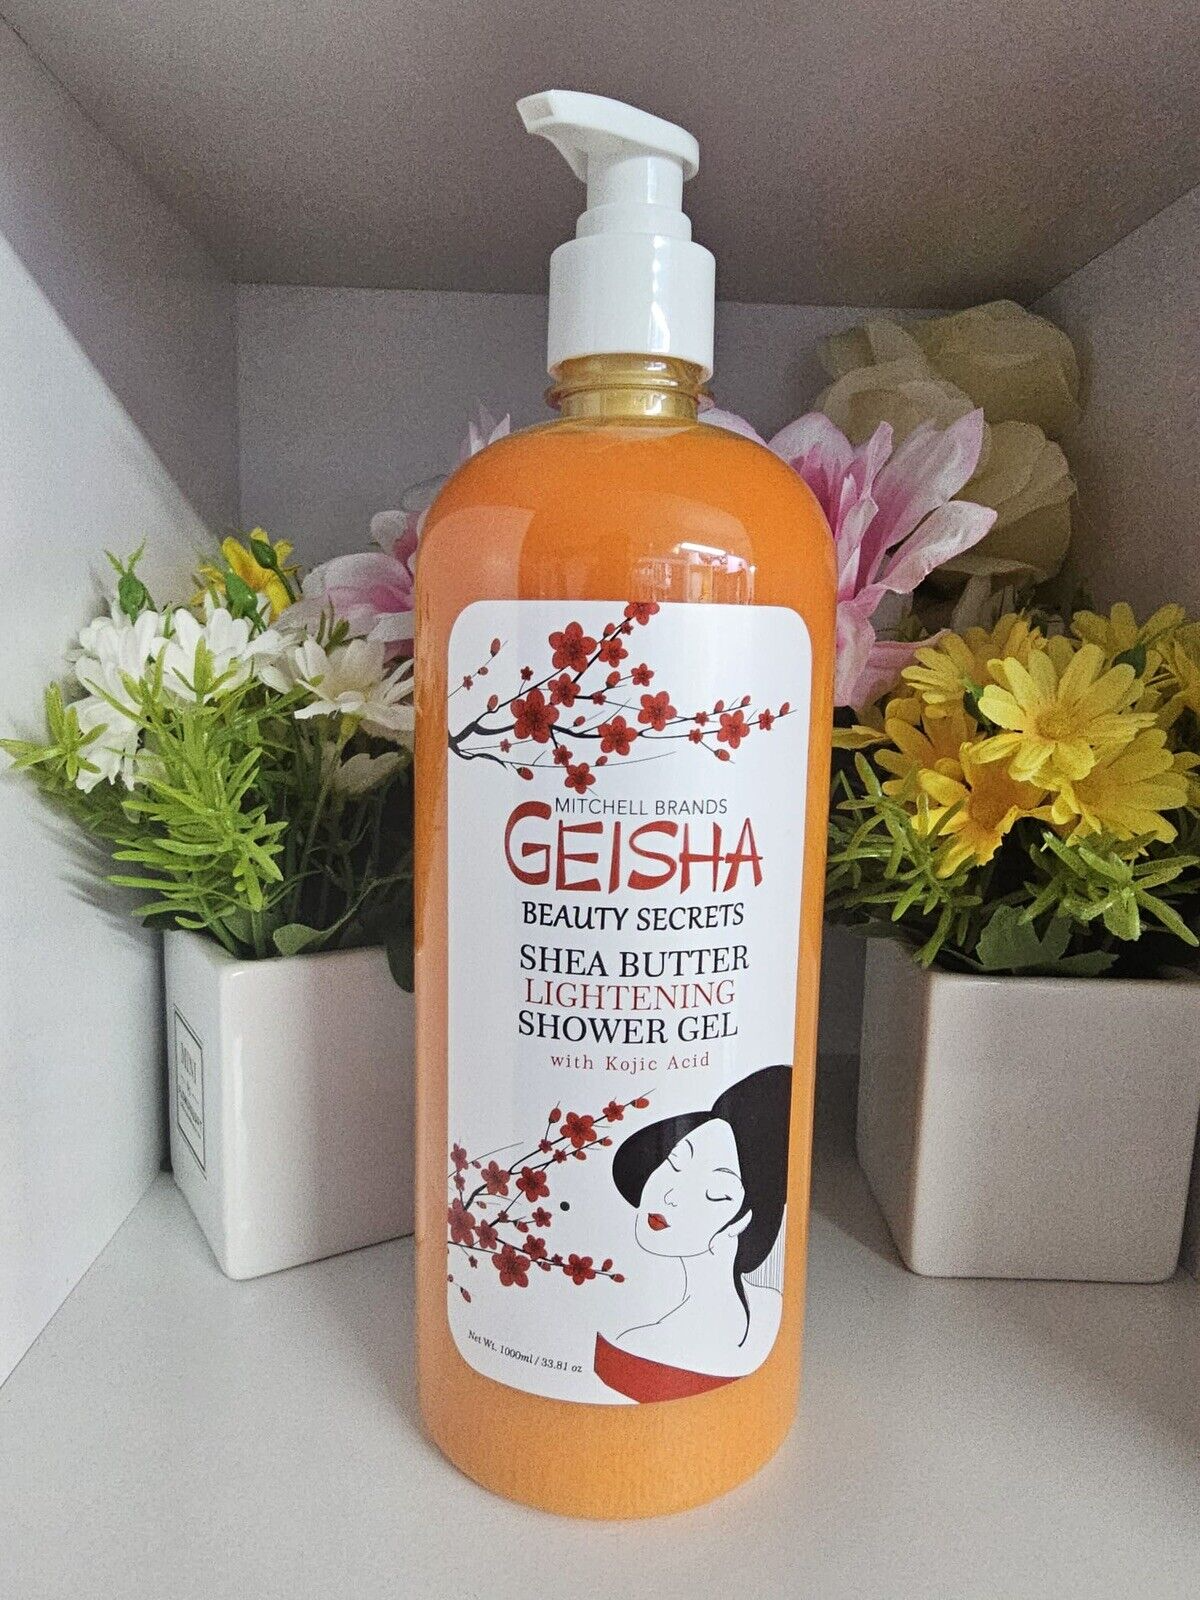 MITCHELL BRANDS
GEISHA
BEAUTY SECRETS
SHEA BUTTER
LIGHTENING
SHOWER GEL
with Kojic Acid
Net Wt. 1000ml / 33.81 oz